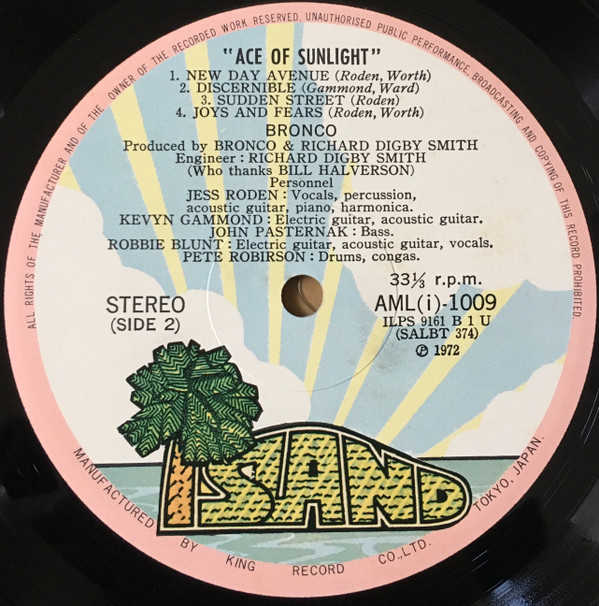 ALL RIGHTS OF THE MANUFACTURER AND OF THE OWNER OF THE RECORDED WORK RESERVED. UNAUTHORISED PUBLIC PERFORMANCE, BROADCASTING AND COPYING OF THIS RECORD PROHIBITED.
"ACE OF SUNLIGHT"
1. NEW DAY AVENUE (Roden, Worth)
2. DISCERNIBLE (Gammond, Ward)
3. SUDDEN STREET (Roden)
4. JOYS AND FEARS (Roden, Worth)
BRONCO
Produced by BRONCO & RICHARD DIGBY SMITH
Engineer : RICHARD DIGBY SMITH
(Who thanks BILL HALVERSON)
Personnel
JESS RODEN : Vocals, percussion,
acoustic guitar, piano, harmonica.
KEVYN GAMMOND : Electric guitar, acoustic guitar.
JOHN PASTERNAK : Bass.
ROBBIE BLUNT : Electric guitar, acoustic guitar, vocals.
PETE ROBIRSON : Drums, congas.
33⅓ r.p.m.
STEREO
(SIDE 2)
AML(i)-1009
ILPS 9161 B 1 U
(SALBT 374)
Ⓟ 1972
ISLAND
MANUFACTURED BY KING RECORD CO.,LTD. TOKYO, JAPAN.